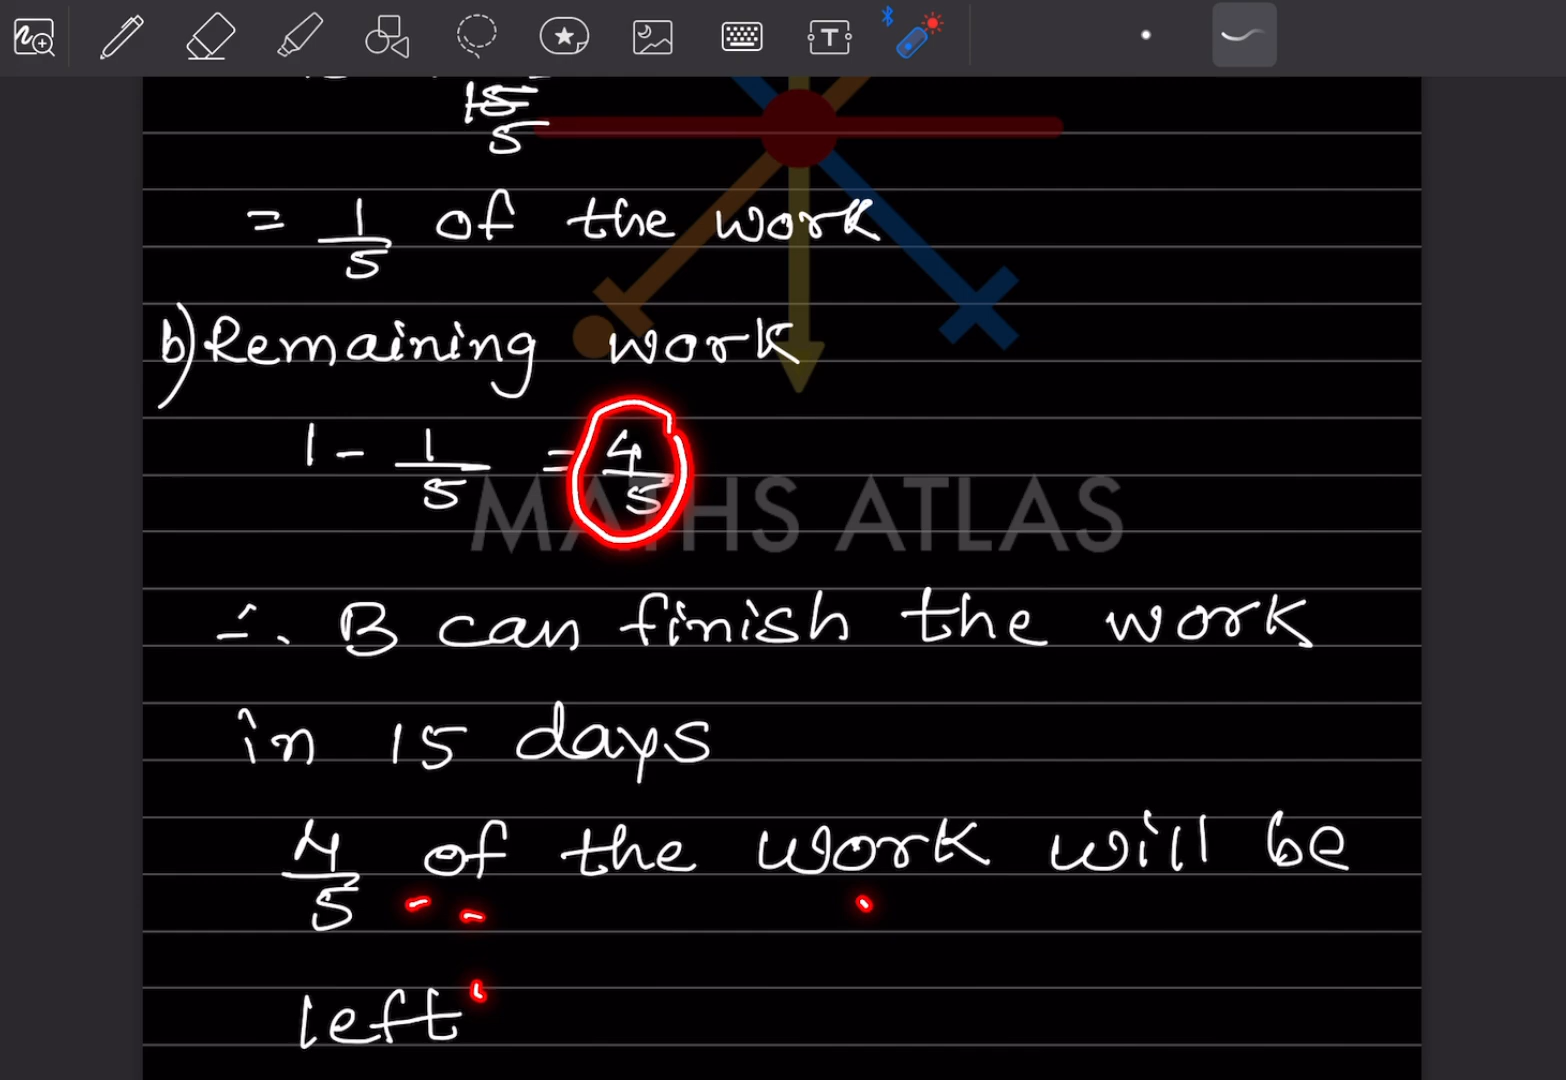 15
5
= 1/5 of the work
b) Remaining work
1 - 1/5 = 4/5
MATHS ATLAS
∴ B can finish the work
in 15 days
4/5 of the work will be
left